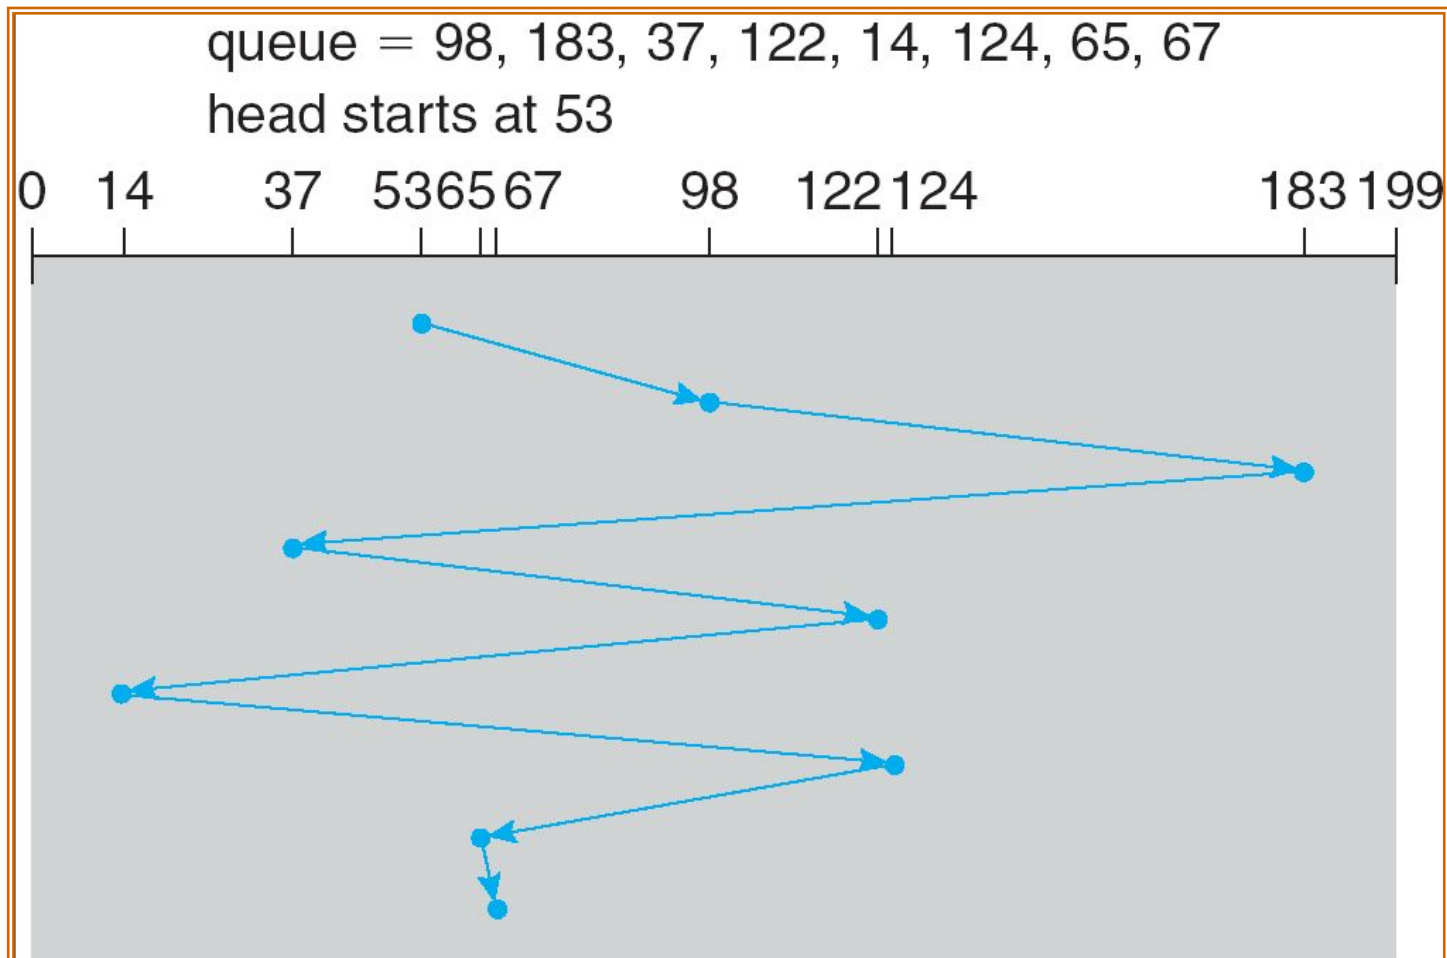 queue = 98, 183, 37, 122, 14, 124, 65, 67
head starts at 53
0 14 37 53 65 67 98 122 124 183 199